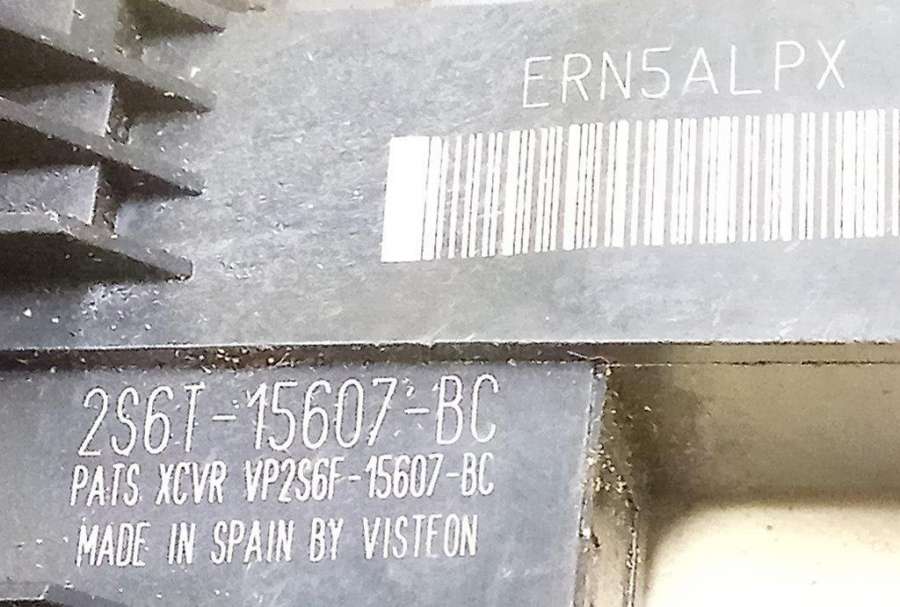 ERN5ALPX
2S6T-15607-BC
PATS XCVR VP2S6F-15607-BC
MADE IN SPAIN BY VISTEON